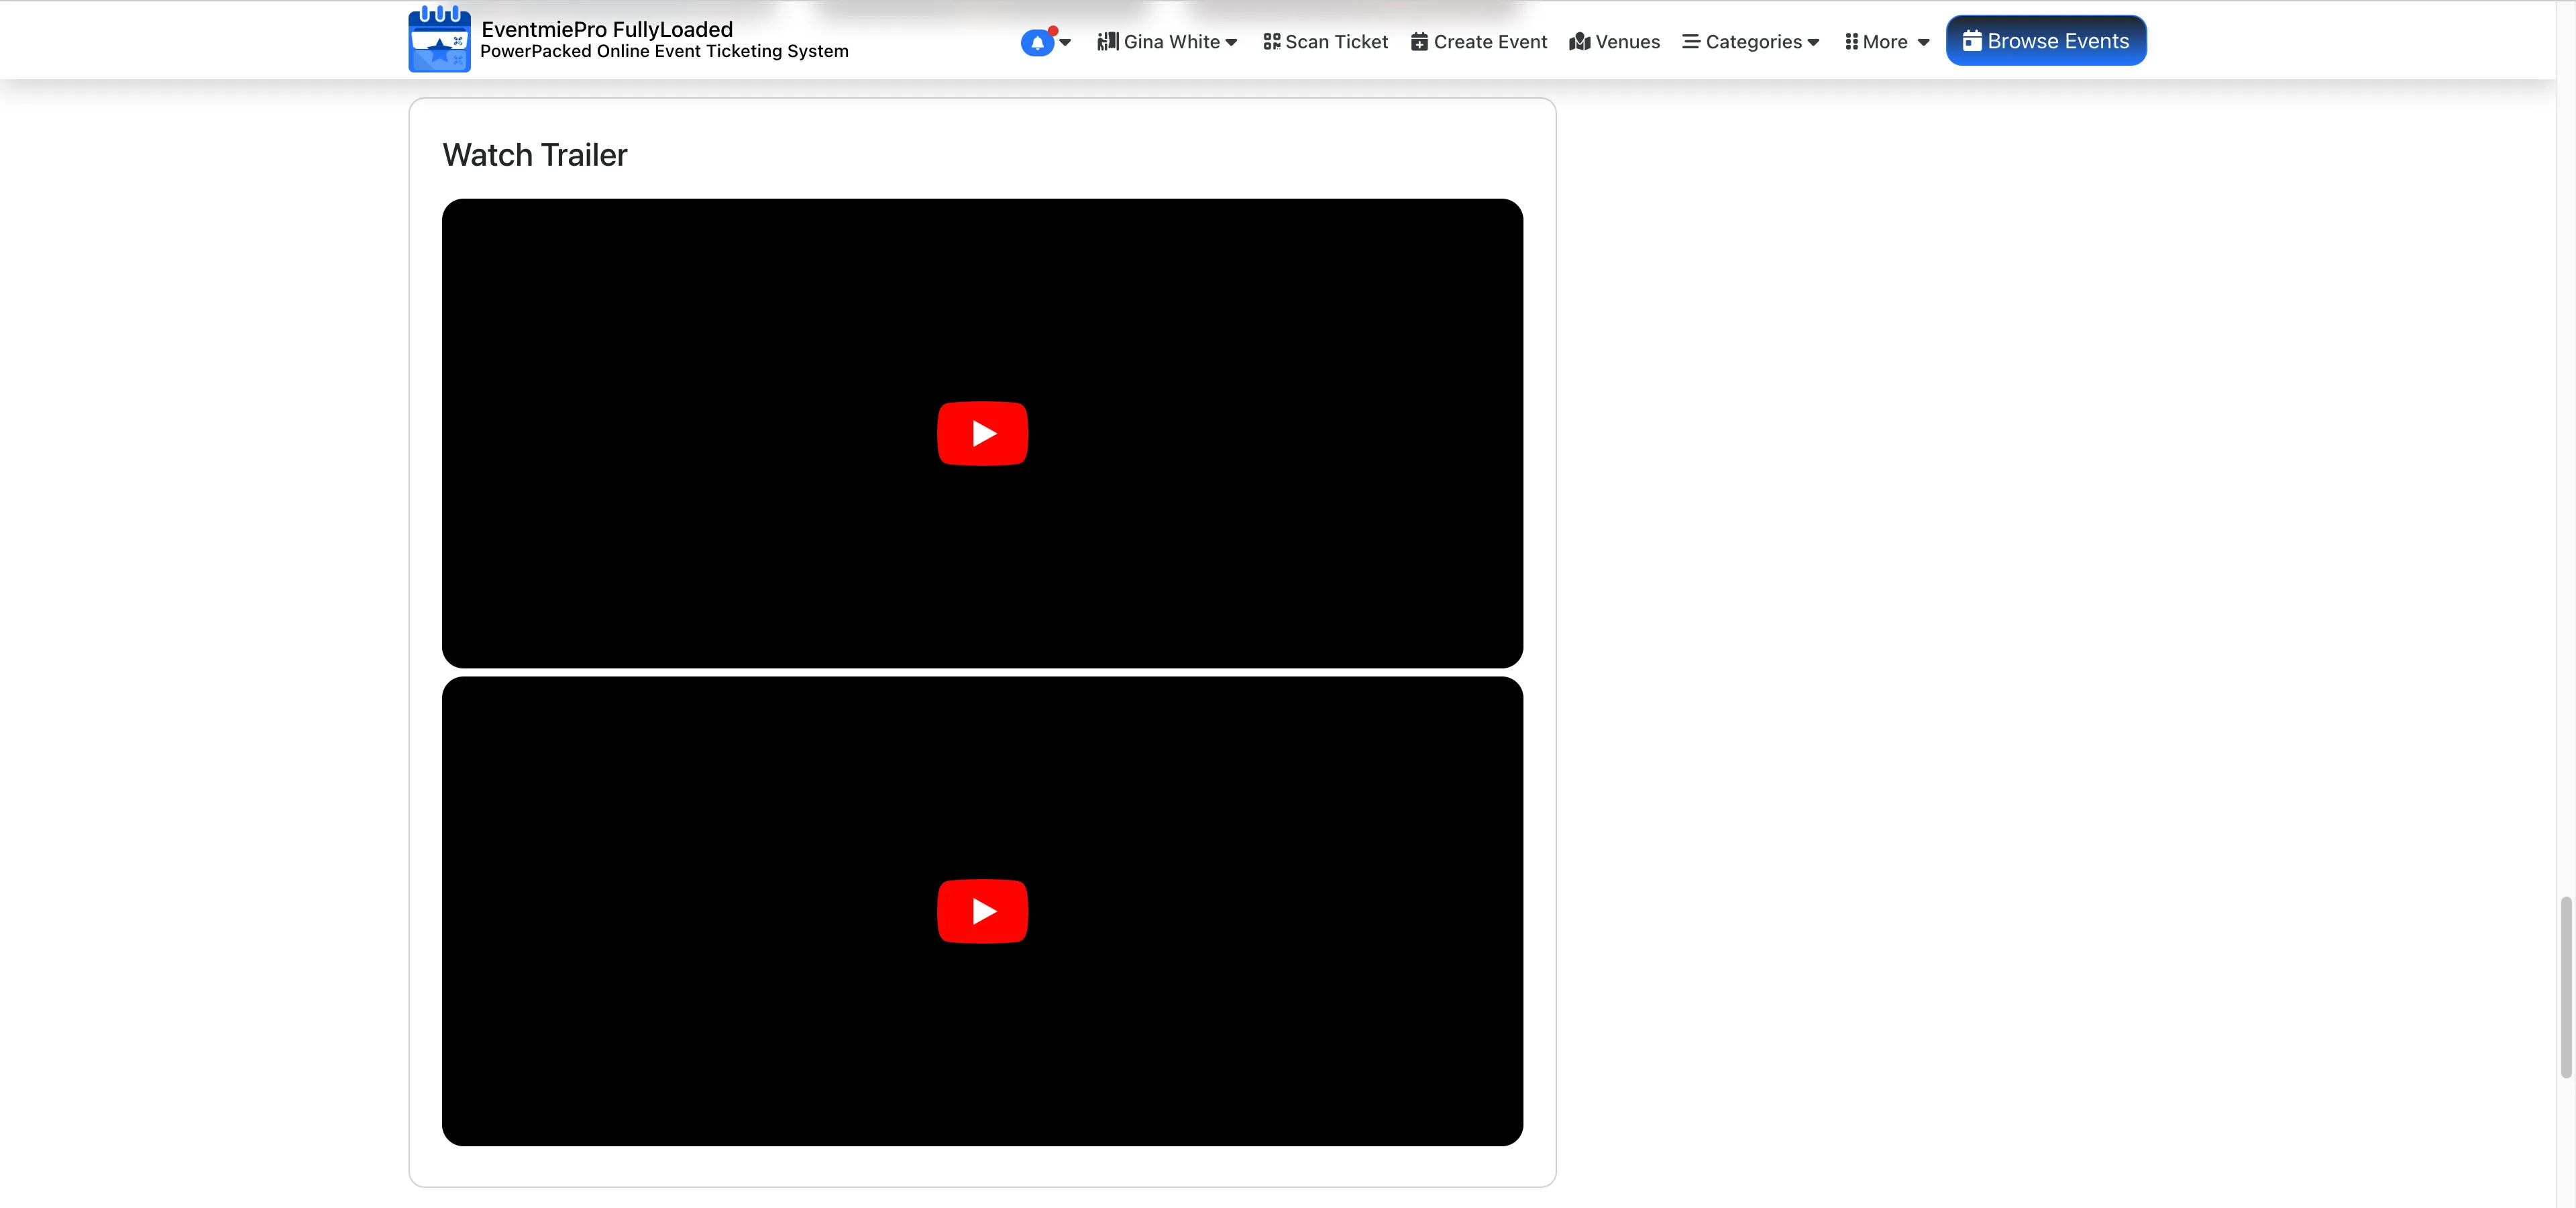 EventmiePro FullyLoaded
PowerPacked Online Event Ticketing System
Gina White
Scan Ticket
Create Event
Venues
Categories
More
Browse Events
Watch Trailer